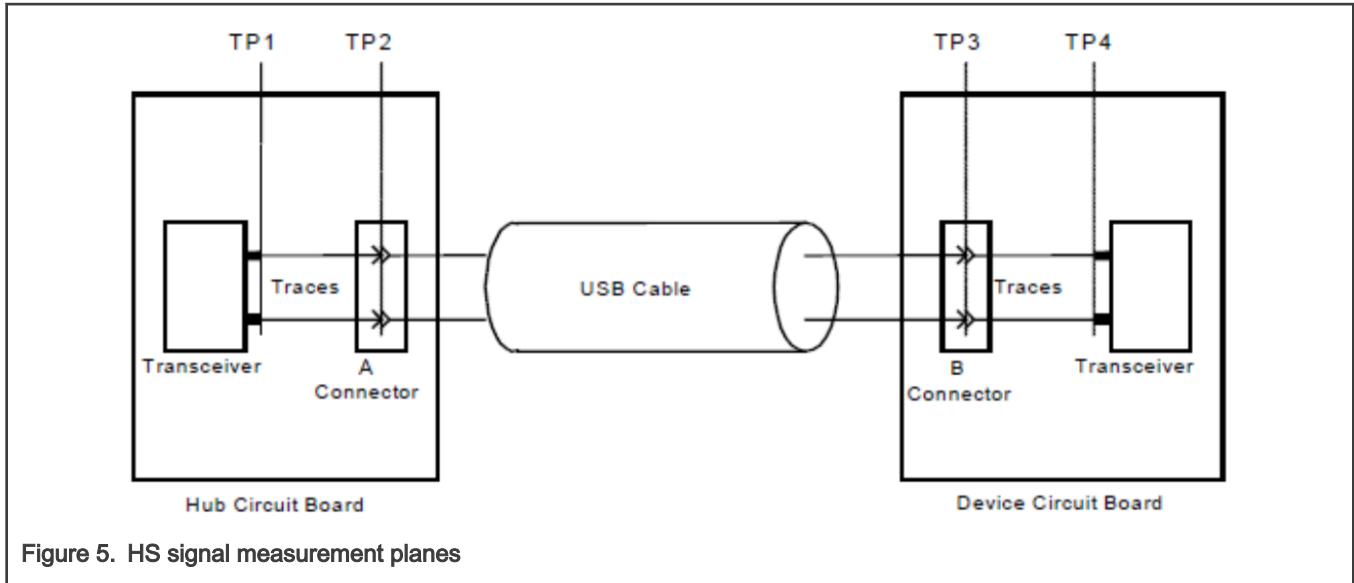 TP1
TP2
TP3
TP4
Traces
USB Cable
Traces
Transceiver
A
Connector
B
Connector
Transceiver
Hub Circuit Board
Device Circuit Board
Figure 5. HS signal measurement planes